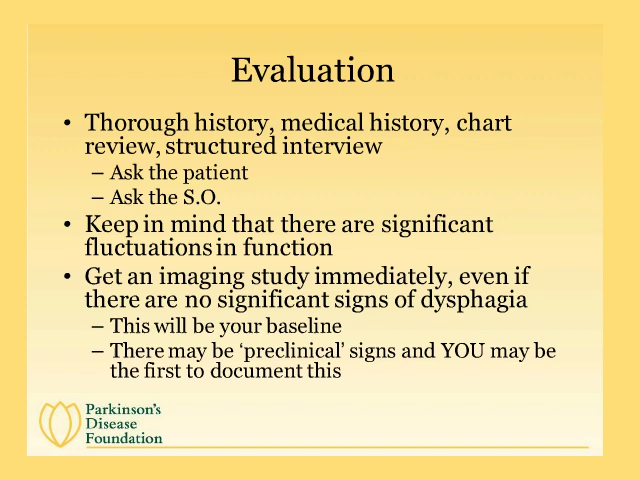 Evaluation
• Thorough history, medical history, chart
review, structured interview
– Ask the patient
– Ask the S.O.
• Keep in mind that there are significant
fluctuations in function
• Get an imaging study immediately, even if
there are no significant signs of dysphagia
– This will be your baseline
– There may be ‘preclinical’ signs and YOU may be
the first to document this
Parkinson’s
Disease
Foundation